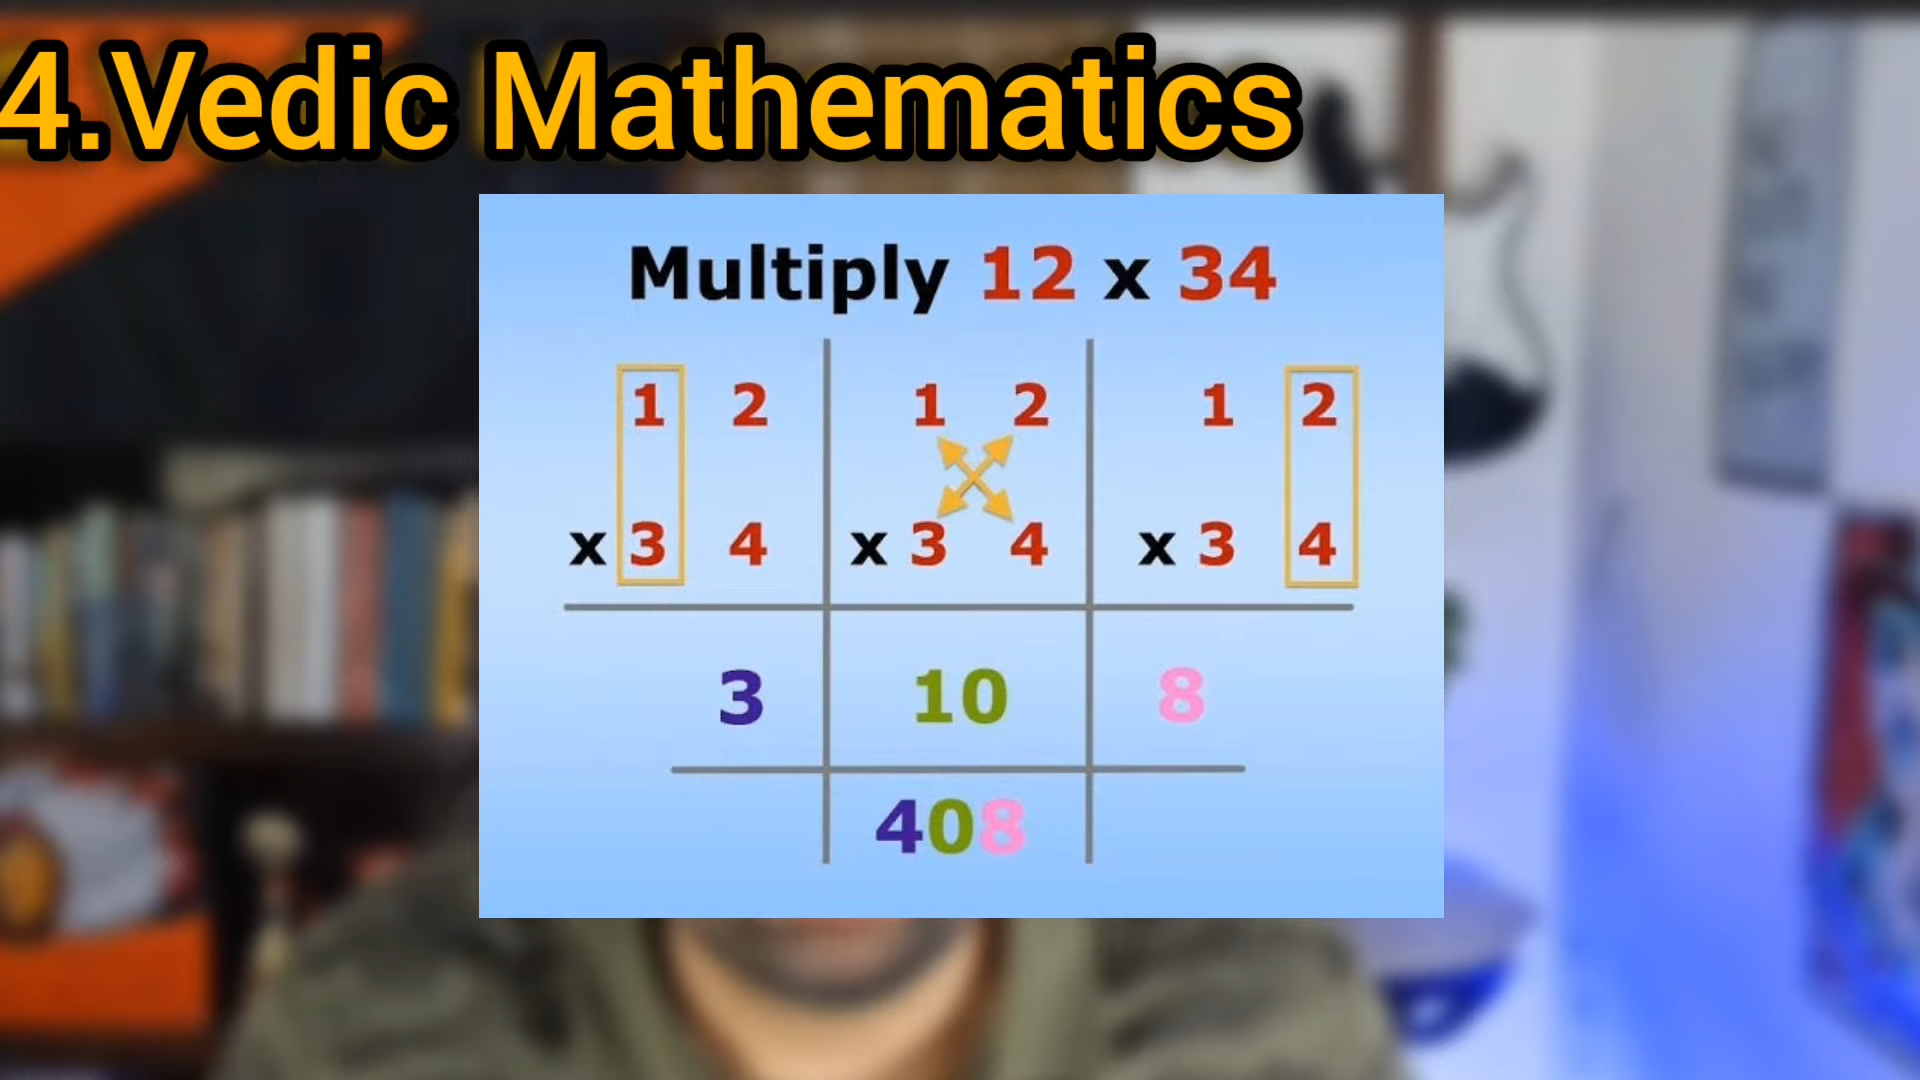 4.Vedic Mathematics
Multiply 12 x 34
1 2 1 2 1 2
x 3 4 x 3 4 x 3 4
3 10 8
408